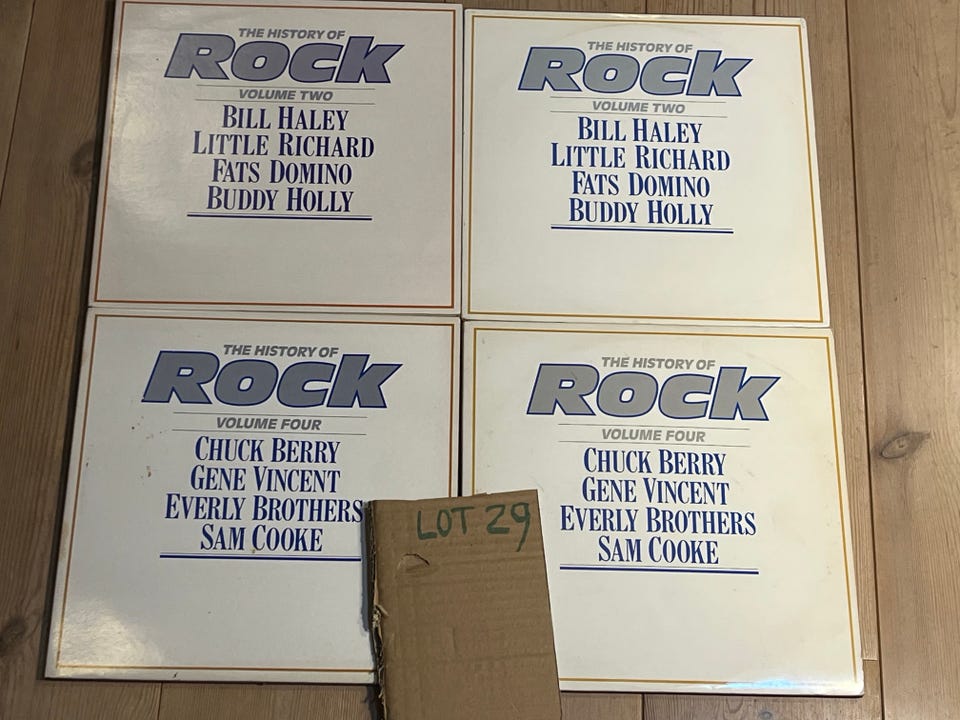 THE HISTORY OF
ROCK
VOLUME TWO
BILL HALEY
LITTLE RICHARD
FATS DOMINO
BUDDY HOLLY
THE HISTORY OF
ROCK
VOLUME TWO
BILL HALEY
LITTLE RICHARD
FATS DOMINO
BUDDY HOLLY
THE HISTORY OF
ROCK
VOLUME FOUR
CHUCK BERRY
GENE VINCENT
EVERLY BROTHERS
SAM COOKE
THE HISTORY OF
ROCK
VOLUME FOUR
CHUCK BERRY
GENE VINCENT
EVERLY BROTHERS
SAM COOKE
LOT 29